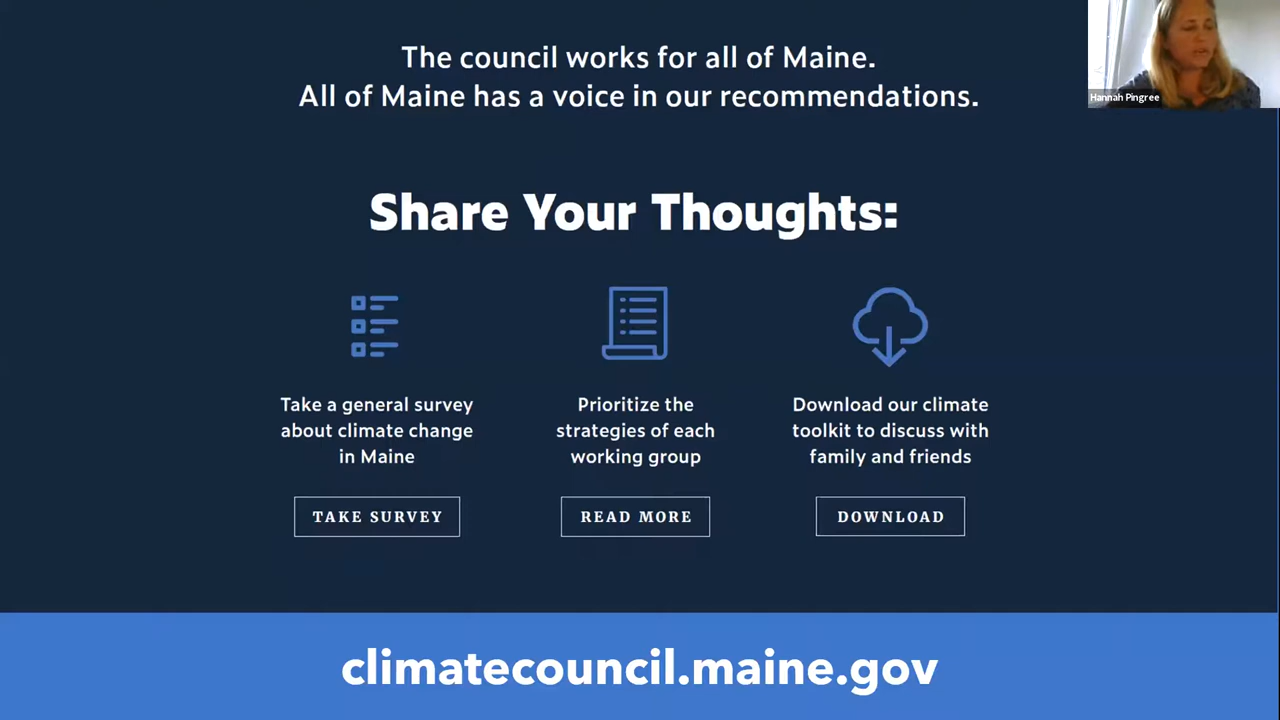 The council works for all of Maine.
All of Maine has a voice in our recommendations.
Hannah Pingree
Share Your Thoughts:
Take a general survey
about climate change
in Maine
TAKE SURVEY
Prioritize the
strategies of each
working group
READ MORE
Download our climate
toolkit to discuss with
family and friends
DOWNLOAD
climatecouncil.maine.gov